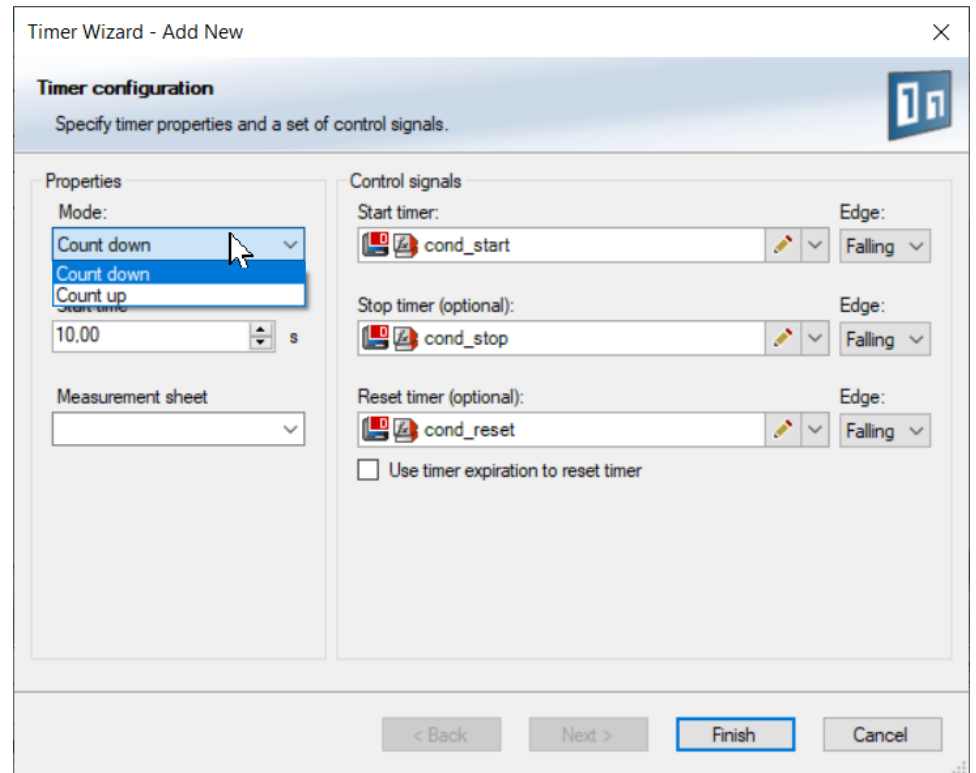 Timer Wizard - Add New
Timer configuration
Specify timer properties and a set of control signals.
Properties
Mode:
Count down
Count down
Count up
Start time
10,00 s
Measurement sheet
Control signals
Start timer: Edge:
cond_start Falling
Stop timer (optional): Edge:
cond_stop Falling
Reset timer (optional): Edge:
cond_reset Falling
Use timer expiration to reset timer
< Back Next > Finish Cancel